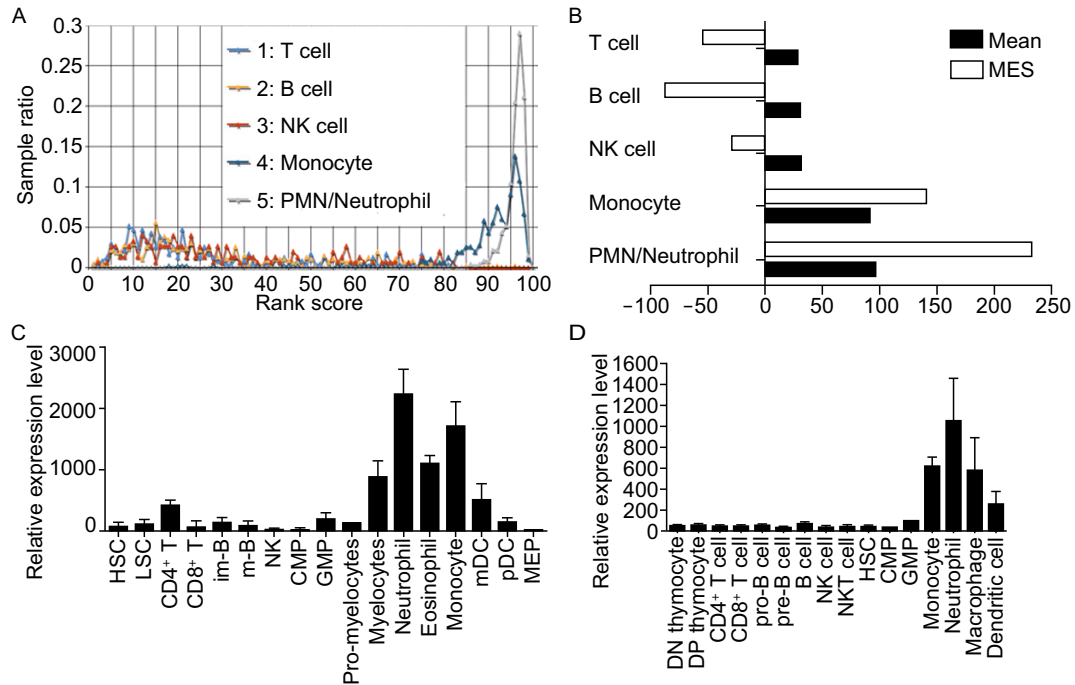 A
0.3
0.25
0.2
0.15
0.1
0.05
0
Sample ratio
1: T cell
2: B cell
3: NK cell
4: Monocyte
5: PMN/Neutrophil
0 10 20 30 40 50 60 70 80 90 100
Rank score
B
T cell
B cell
NK cell
Monocyte
PMN/Neutrophil
Mean
MES
−100 −50 0 50 100 150 200 250
C
Relative expression level
3000
2000
1000
0
HSC
LSC
CD4⁺ T
CD8⁺ T
im-B
m-B
NK
CMP
GMP
Pro-myelocytes
Myelocytes
Neutrophil
Eosinophil
Monocyte
mDC
pDC
MEP
D
Relative expression level
1600
1400
1200
1000
800
600
400
200
0
DN thymocyte
DP thymocyte
CD4⁺ T cell
CD8⁺ T cell
pro-B cell
pre-B cell
B cell
NK cell
NKT cell
HSC
CMP
GMP
Monocyte
Neutrophil
Macrophage
Dendritic cell